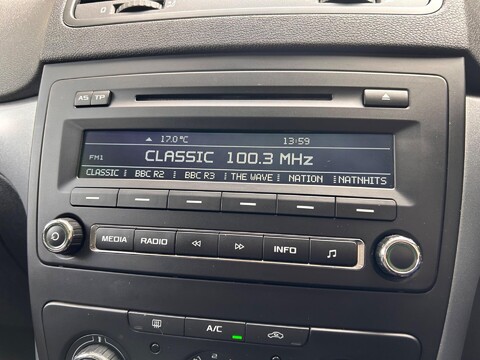 AS TP
17.0°C 13:59
FM1 CLASSIC 100.3 MHz
CLASSIC BBC R2 BBC R3 THE WAVE NATION NATNHITS
MEDIA RADIO INFO
A/C